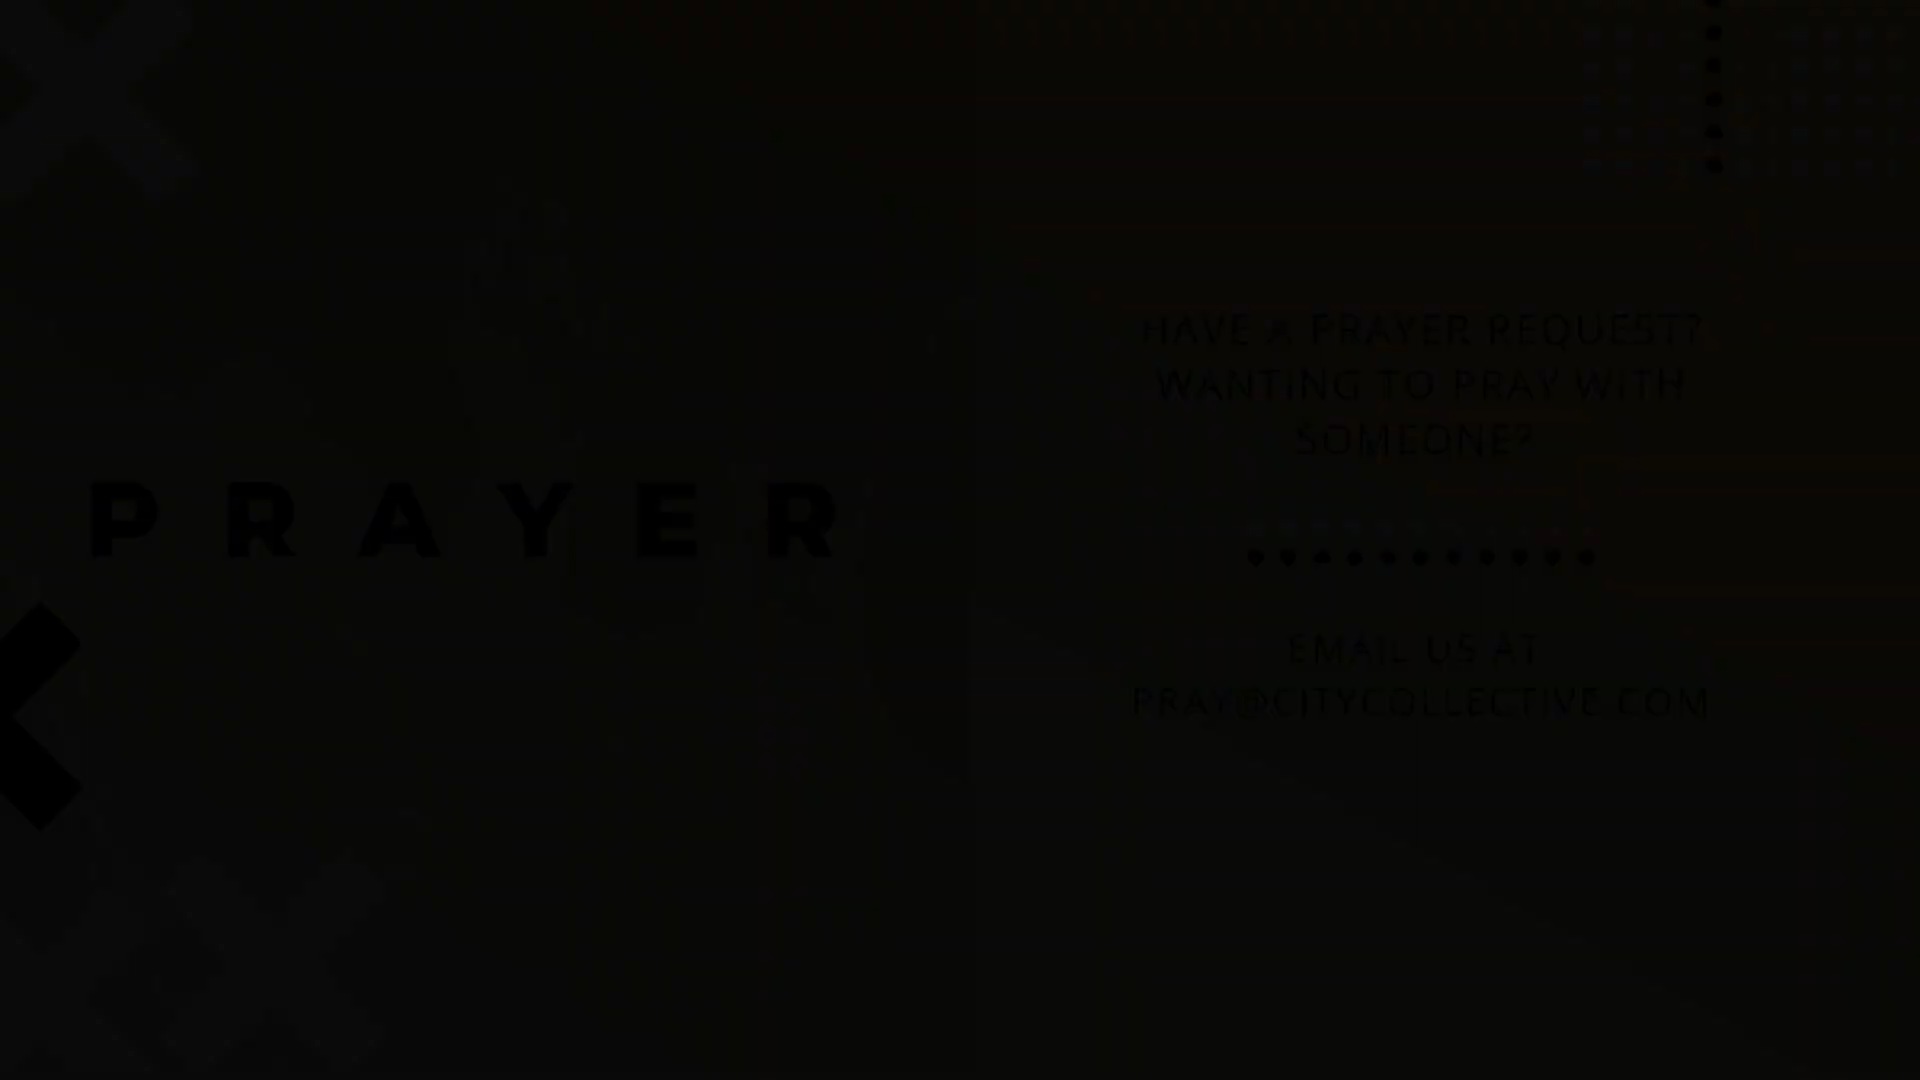 PRAYER
HAVE A PRAYER REQUEST?
WANTING TO PRAY WITH
SOMEONE?
EMAIL US AT
PRAY@CITYCOLLECTIVE.COM